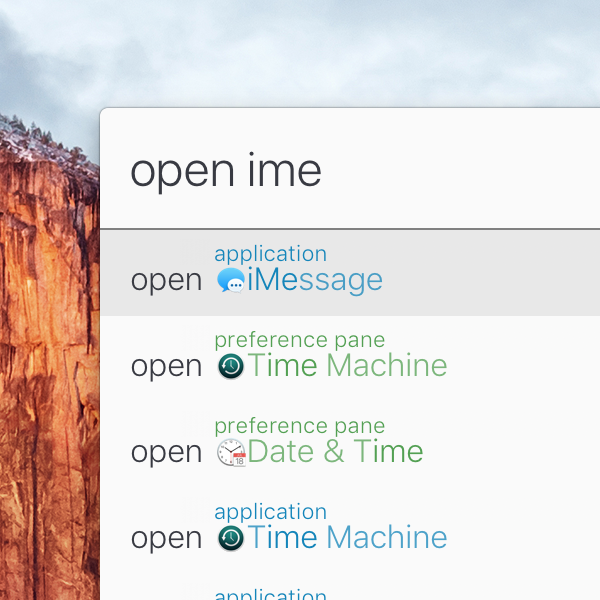 open ime
application
open iMessage
preference pane
open Time Machine
preference pane
open Date & Time
application
open Time Machine
application